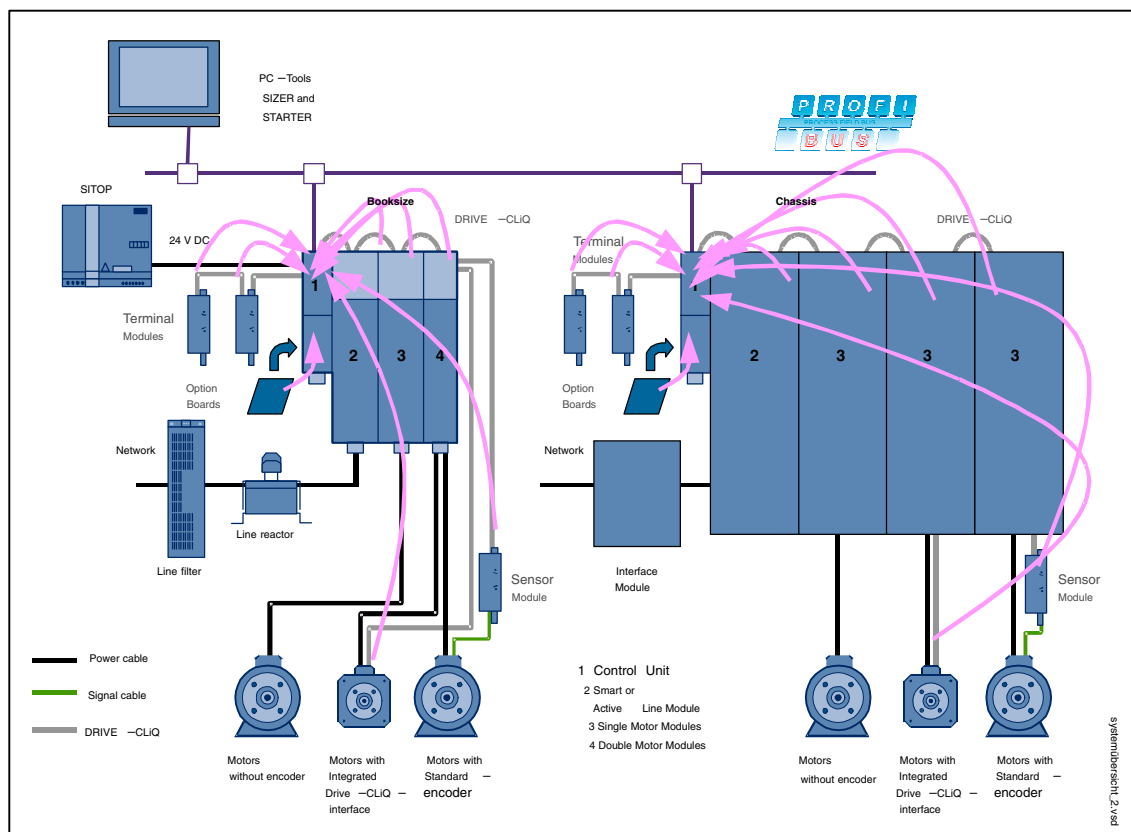 PC –Tools
SIZER and
STARTER
PROFI
PROCESS FIELD BUS
BUS
SITOP
24 V DC
Booksize
DRIVE –CLiQ
Terminal
Modules
Chassis
DRIVE –CLiQ
1
2
3
4
Terminal
Modules
Option
Boards
1
2
3
3
3
Option
Boards
Network
Line reactor
Line filter
Sensor
Module
Network
Interface
Module
Sensor
Module
Power cable
Signal cable
DRIVE –CLiQ
1 Control Unit
2 Smart or
Active Line Module
3 Single Motor Modules
4 Double Motor Modules
Motors
without encoder
Motors with
Integrated
Drive –CLiQ –
interface
Motors with
Standard –
encoder
Motors
without encoder
Motors with
Integrated
Drive –CLiQ –
interface
Motors with
Standard –
encoder
systemübersicht_2.vsd